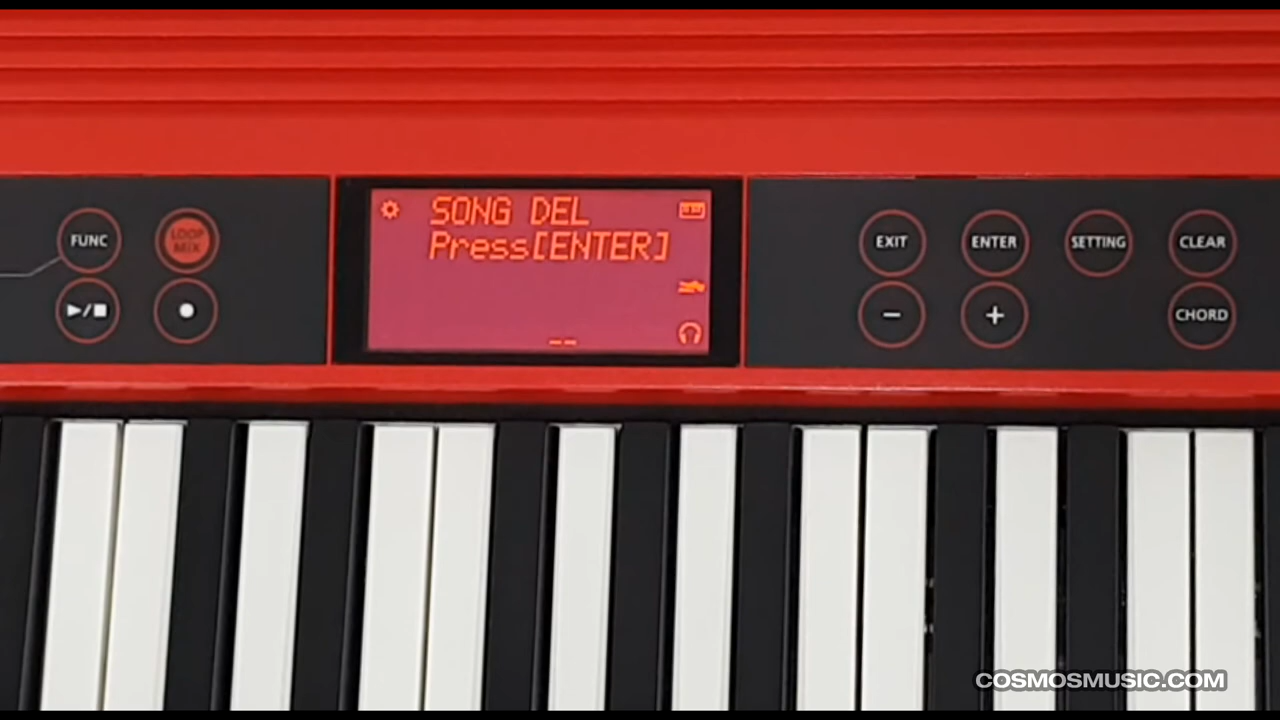 SONG DEL
Press[ENTER]
FUNC
LOOP
MIX
EXIT
ENTER
SETTING
CLEAR
CHORD
COSMOSMUSIC.COM